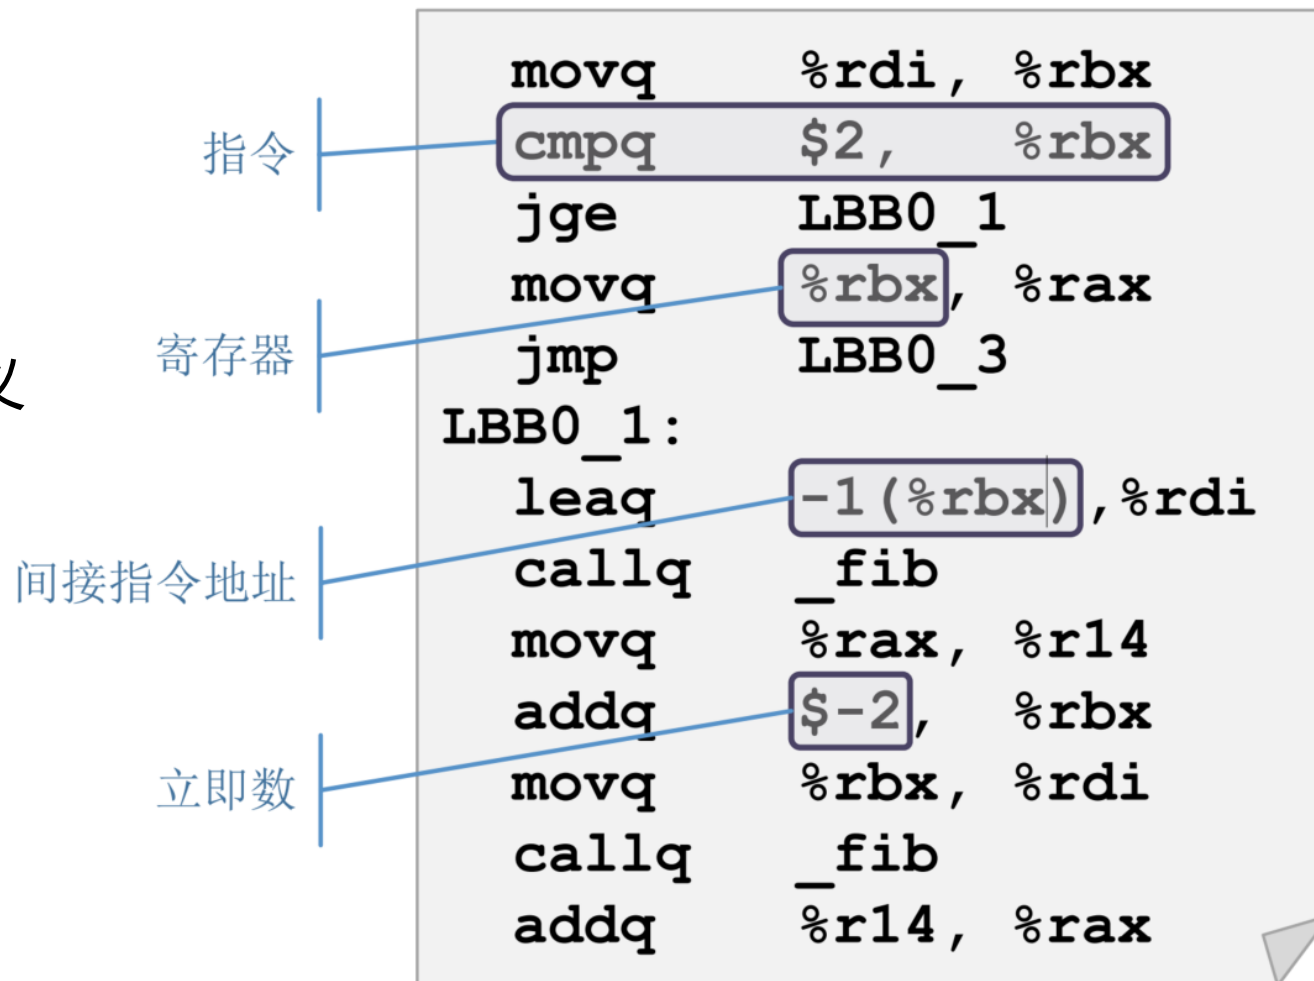 movq %rdi, %rbx
指令
cmpq $2, %rbx
jge LBB0_1
movq %rbx, %rax
寄存器
jmp LBB0_3
义
LBB0_1:
leaq -1(%rbx),%rdi
间接指令地址
callq _fib
movq %rax, %r14
addq $-2, %rbx
立即数
movq %rbx, %rdi
callq _fib
addq %r14, %rax